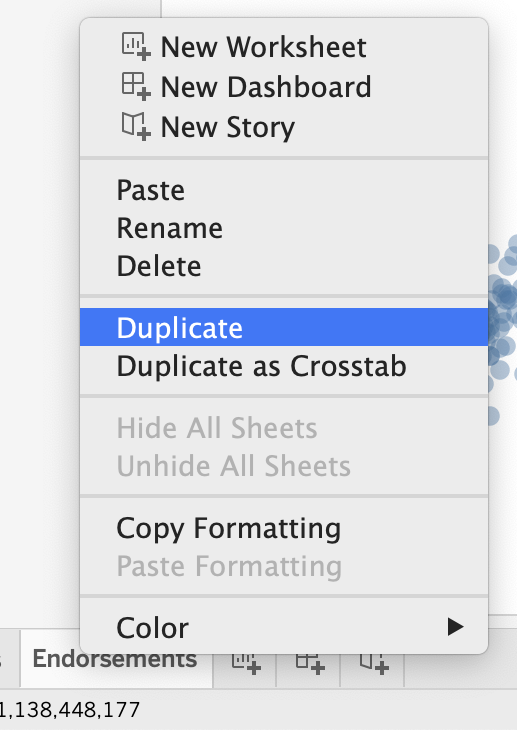 New Worksheet
New Dashboard
New Story
Paste
Rename
Delete
Duplicate
Duplicate as Crosstab
Hide All Sheets
Unhide All Sheets
Copy Formatting
Paste Formatting
Color
Endorsements
1,138,448,177